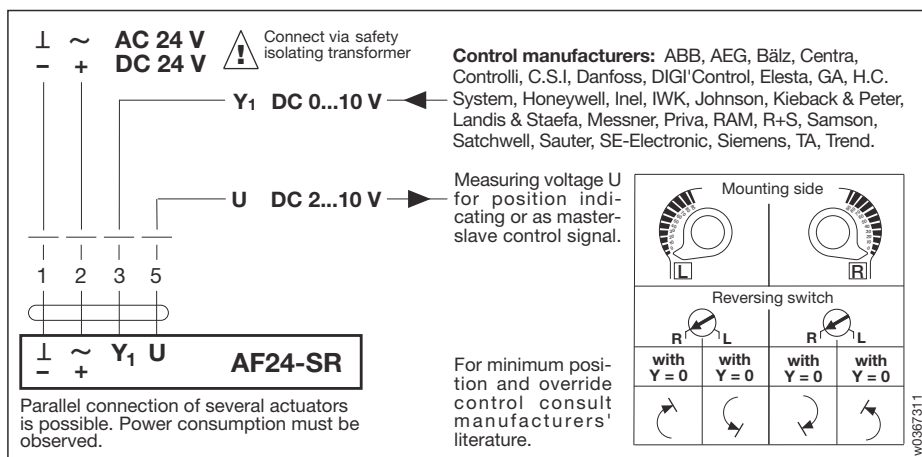 ⊥ ~ AC 24 V
– + DC 24 V
Connect via safety
isolating transformer
Y1 DC 0...10 V
Control manufacturers: ABB, AEG, Bälz, Centra,
Controlli, C.S.I, Danfoss, DIGI'Control, Elesta, GA, H.C.
System, Honeywell, Inel, IWK, Johnson, Kieback & Peter,
Landis & Staefa, Messner, Priva, RAM, R+S, Samson,
Satchwell, Sauter, SE-Electronic, Siemens, TA, Trend.
U DC 2...10 V
Measuring voltage U
for position indi-
cating or as master-
slave control signal.
1 2 3 5
⊥ ~ Y1 U
– +
AF24-SR
Parallel connection of several actuators
is possible. Power consumption must be
observed.
For minimum posi-
tion and override
control consult
manufacturers'
literature.
Mounting side
L R
Reversing switch
R L R L
with with with with
Y = 0 Y = 0 Y = 0 Y = 0
w0367311